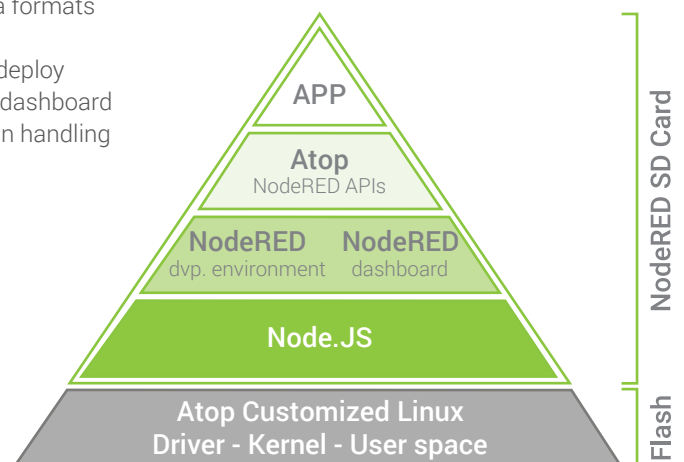 a formats
deploy
dashboard
n handling
APP
Atop
NodeRED APIs
NodeRED NodeRED
dvp. environment dashboard
Node.JS
Atop Customized Linux
Driver - Kernel - User space
NodeRED SD Card
Flash